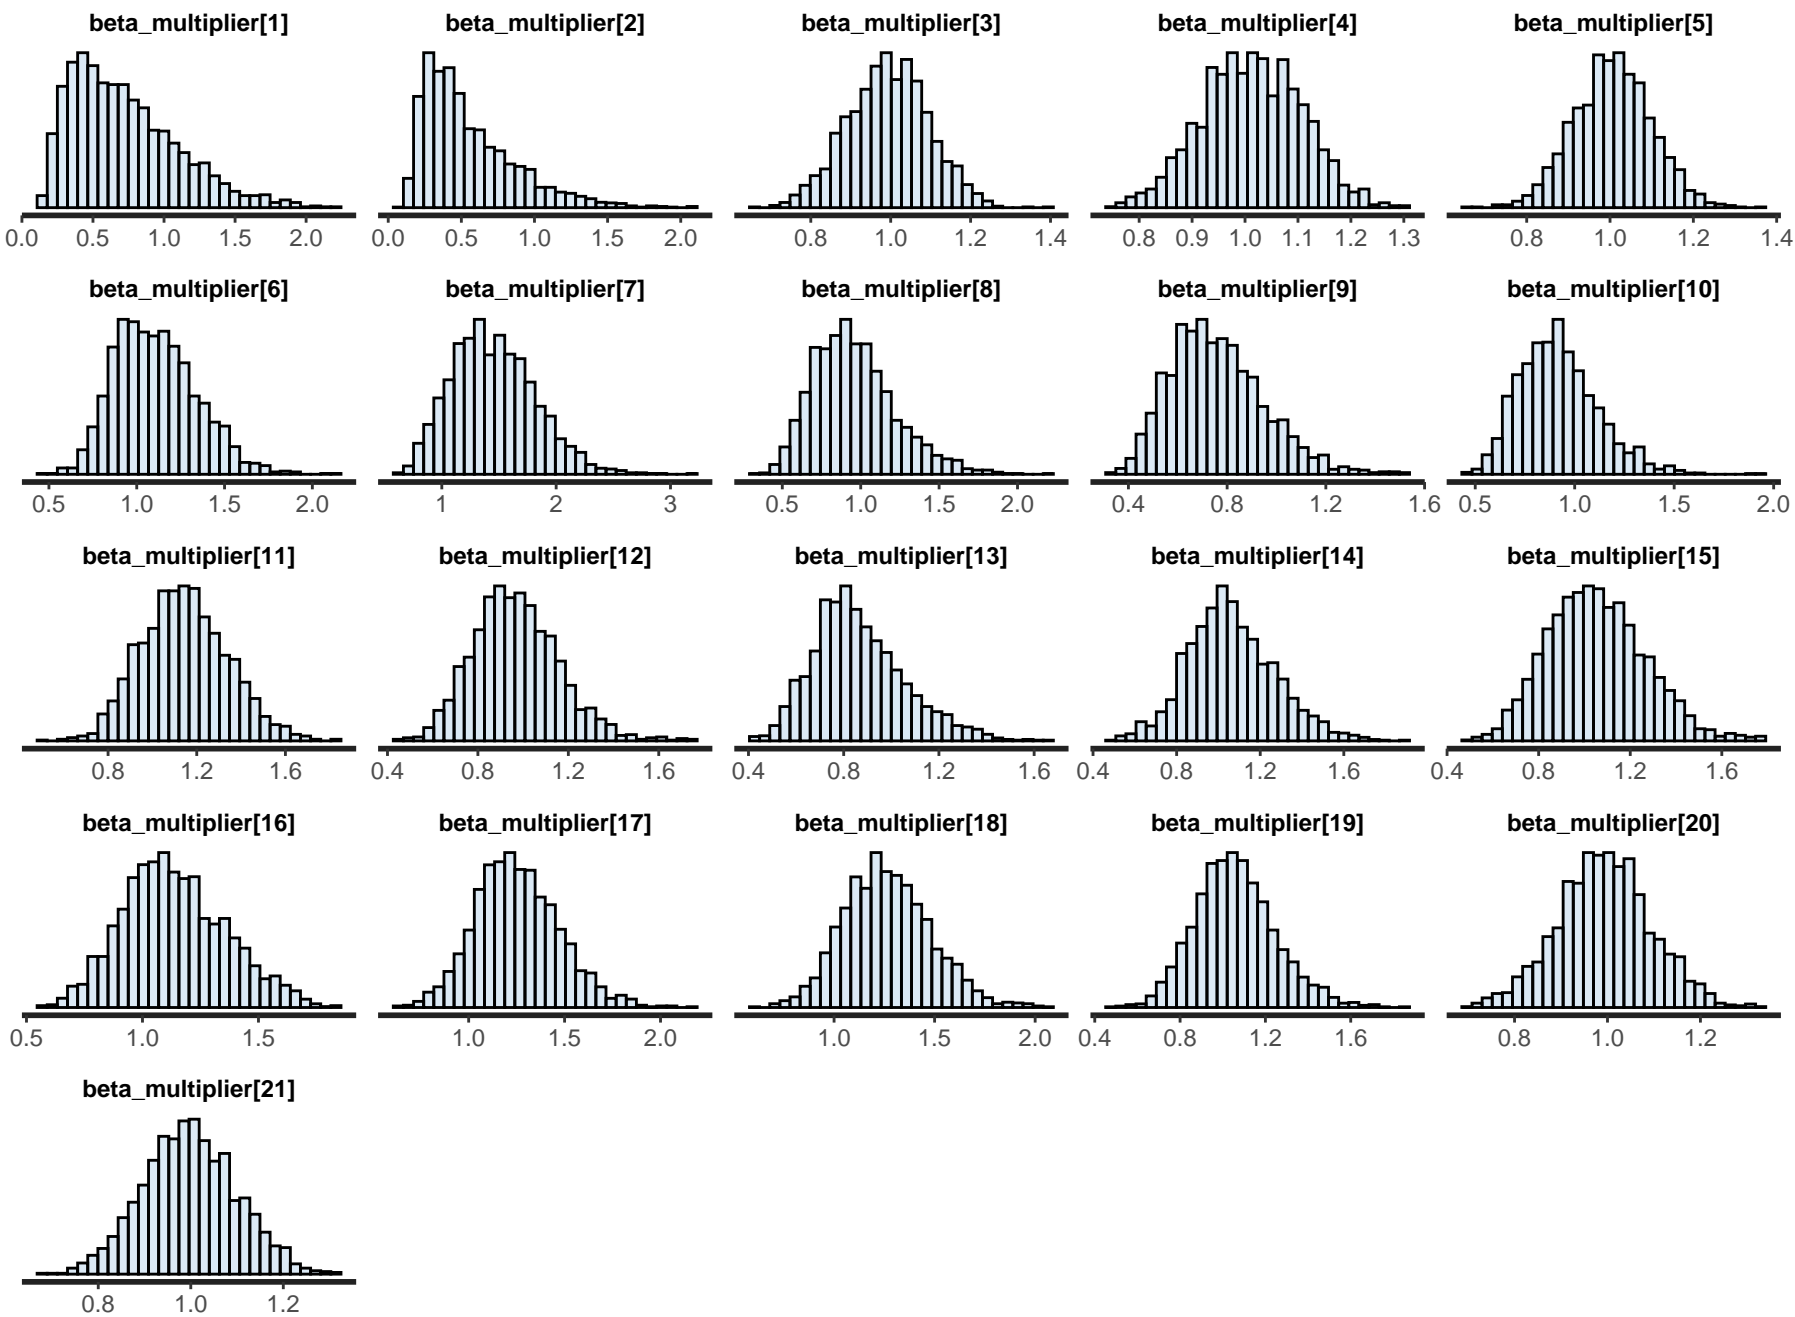 beta_multiplier[1] beta_multiplier[2] beta_multiplier[3] beta_multiplier[4] beta_multiplier[5]
0.0 0.5 1.0 1.5 2.0 0.0 0.5 1.0 1.5 2.0 0.8 1.0 1.2 1.4 0.8 0.9 1.0 1.1 1.2 1.3 0.8 1.0 1.2 1.4
beta_multiplier[6] beta_multiplier[7] beta_multiplier[8] beta_multiplier[9] beta_multiplier[10]
0.5 1.0 1.5 2.0 1 2 3 0.5 1.0 1.5 2.0 0.4 0.8 1.2 1.6 0.5 1.0 1.5 2.0
beta_multiplier[11] beta_multiplier[12] beta_multiplier[13] beta_multiplier[14] beta_multiplier[15]
0.8 1.2 1.6 0.4 0.8 1.2 1.6 0.4 0.8 1.2 1.6 0.4 0.8 1.2 1.6 0.4 0.8 1.2 1.6
beta_multiplier[16] beta_multiplier[17] beta_multiplier[18] beta_multiplier[19] beta_multiplier[20]
0.5 1.0 1.5 1.0 1.5 2.0 1.0 1.5 2.0 0.4 0.8 1.2 1.6 0.8 1.0 1.2
beta_multiplier[21]
0.8 1.0 1.2